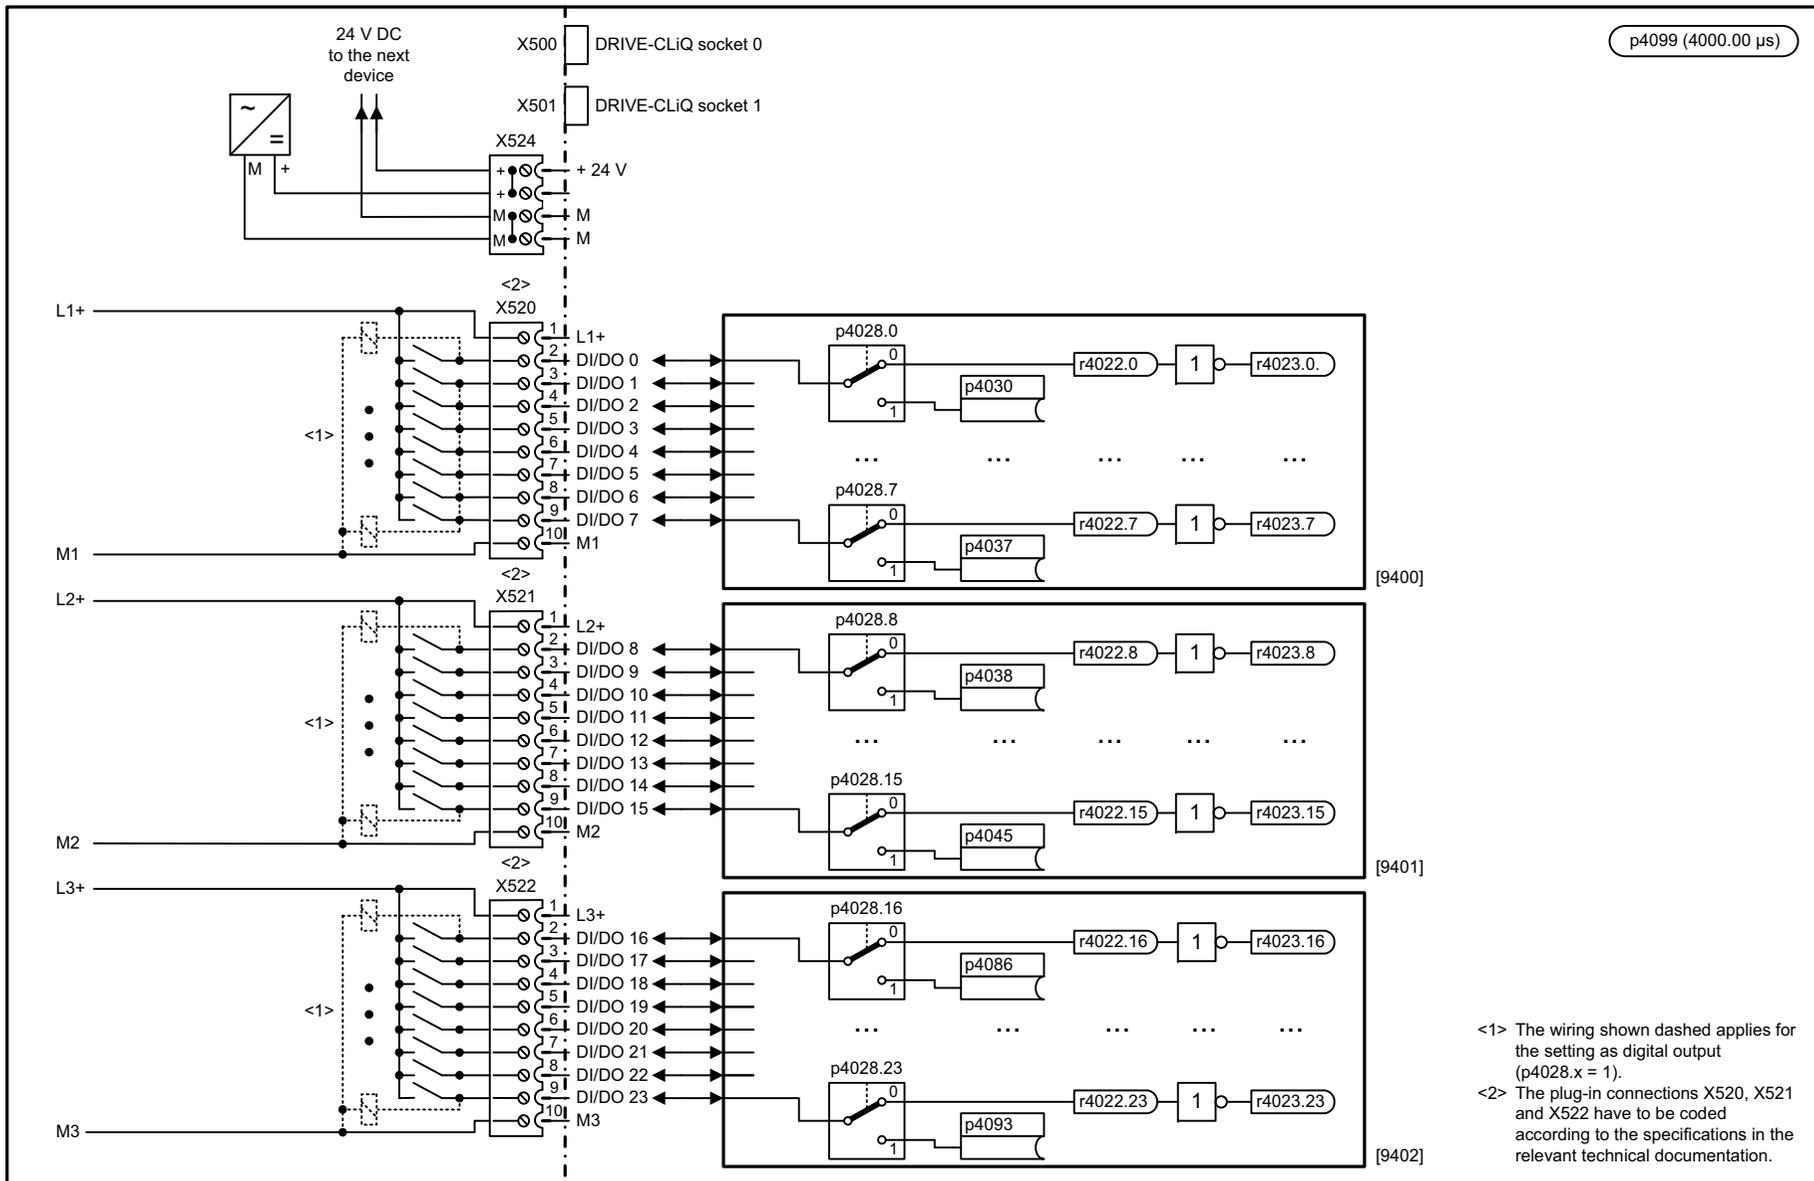 24 V DC
to the next
device
X500 DRIVE-CLiQ socket 0
p4099 (4000.00 µs)
X501 DRIVE-CLiQ socket 1
~
=
M +
X524
+ + 24 V
+
M M
M M
<2>
X520
L1+
1 L1+
2 DI/DO 0
3 DI/DO 1
4 DI/DO 2
5 DI/DO 3
6 DI/DO 4
7 DI/DO 5
8 DI/DO 6
9 DI/DO 7
10 M1
<1>
M1
p4028.0
0
1
p4030
r4022.0 1 r4023.0.
... ... ... ... ...
p4028.7
0
1
p4037
r4022.7 1 r4023.7
[9400]
<2>
X521
L2+
1 L2+
2 DI/DO 8
3 DI/DO 9
4 DI/DO 10
5 DI/DO 11
6 DI/DO 12
7 DI/DO 13
8 DI/DO 14
9 DI/DO 15
10 M2
<1>
M2
p4028.8
0
1
p4038
r4022.8 1 r4023.8
... ... ... ... ...
p4028.15
0
1
p4045
r4022.15 1 r4023.15
[9401]
<2>
X522
L3+
1 L3+
2 DI/DO 16
3 DI/DO 17
4 DI/DO 18
5 DI/DO 19
6 DI/DO 20
7 DI/DO 21
8 DI/DO 22
9 DI/DO 23
10 M3
<1>
M3
p4028.16
0
1
p4086
r4022.16 1 r4023.16
... ... ... ... ...
p4028.23
0
1
p4093
r4022.23 1 r4023.23
[9402]
<1> The wiring shown dashed applies for
the setting as digital output
(p4028.x = 1).
<2> The plug-in connections X520, X521
and X522 have to be coded
according to the specifications in the
relevant technical documentation.